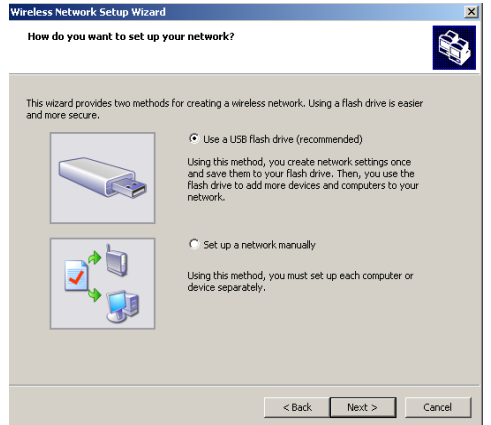 Wireless Network Setup Wizard
How do you want to set up your network?
This wizard provides two methods for creating a wireless network. Using a flash drive is easier
and more secure.
Use a USB flash drive (recommended)
Using this method, you create network settings once
and save them to your flash drive. Then, you use the
flash drive to add more devices and computers to your
network.
Set up a network manually
Using this method, you must set up each computer or
device separately.
< Back Next > Cancel